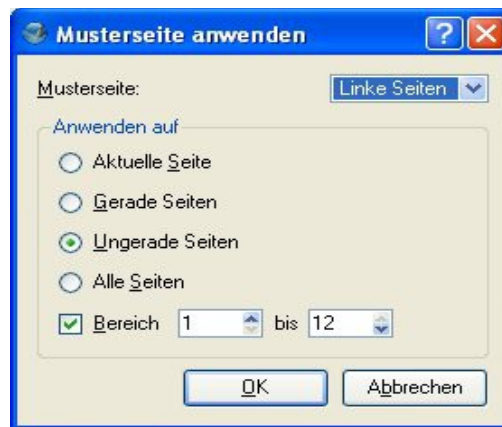 Musterseite anwenden
Musterseite: Linke Seiten
Anwenden auf
Aktuelle Seite
Gerade Seiten
Ungerade Seiten
Alle Seiten
Bereich 1 bis 12
OK Abbrechen